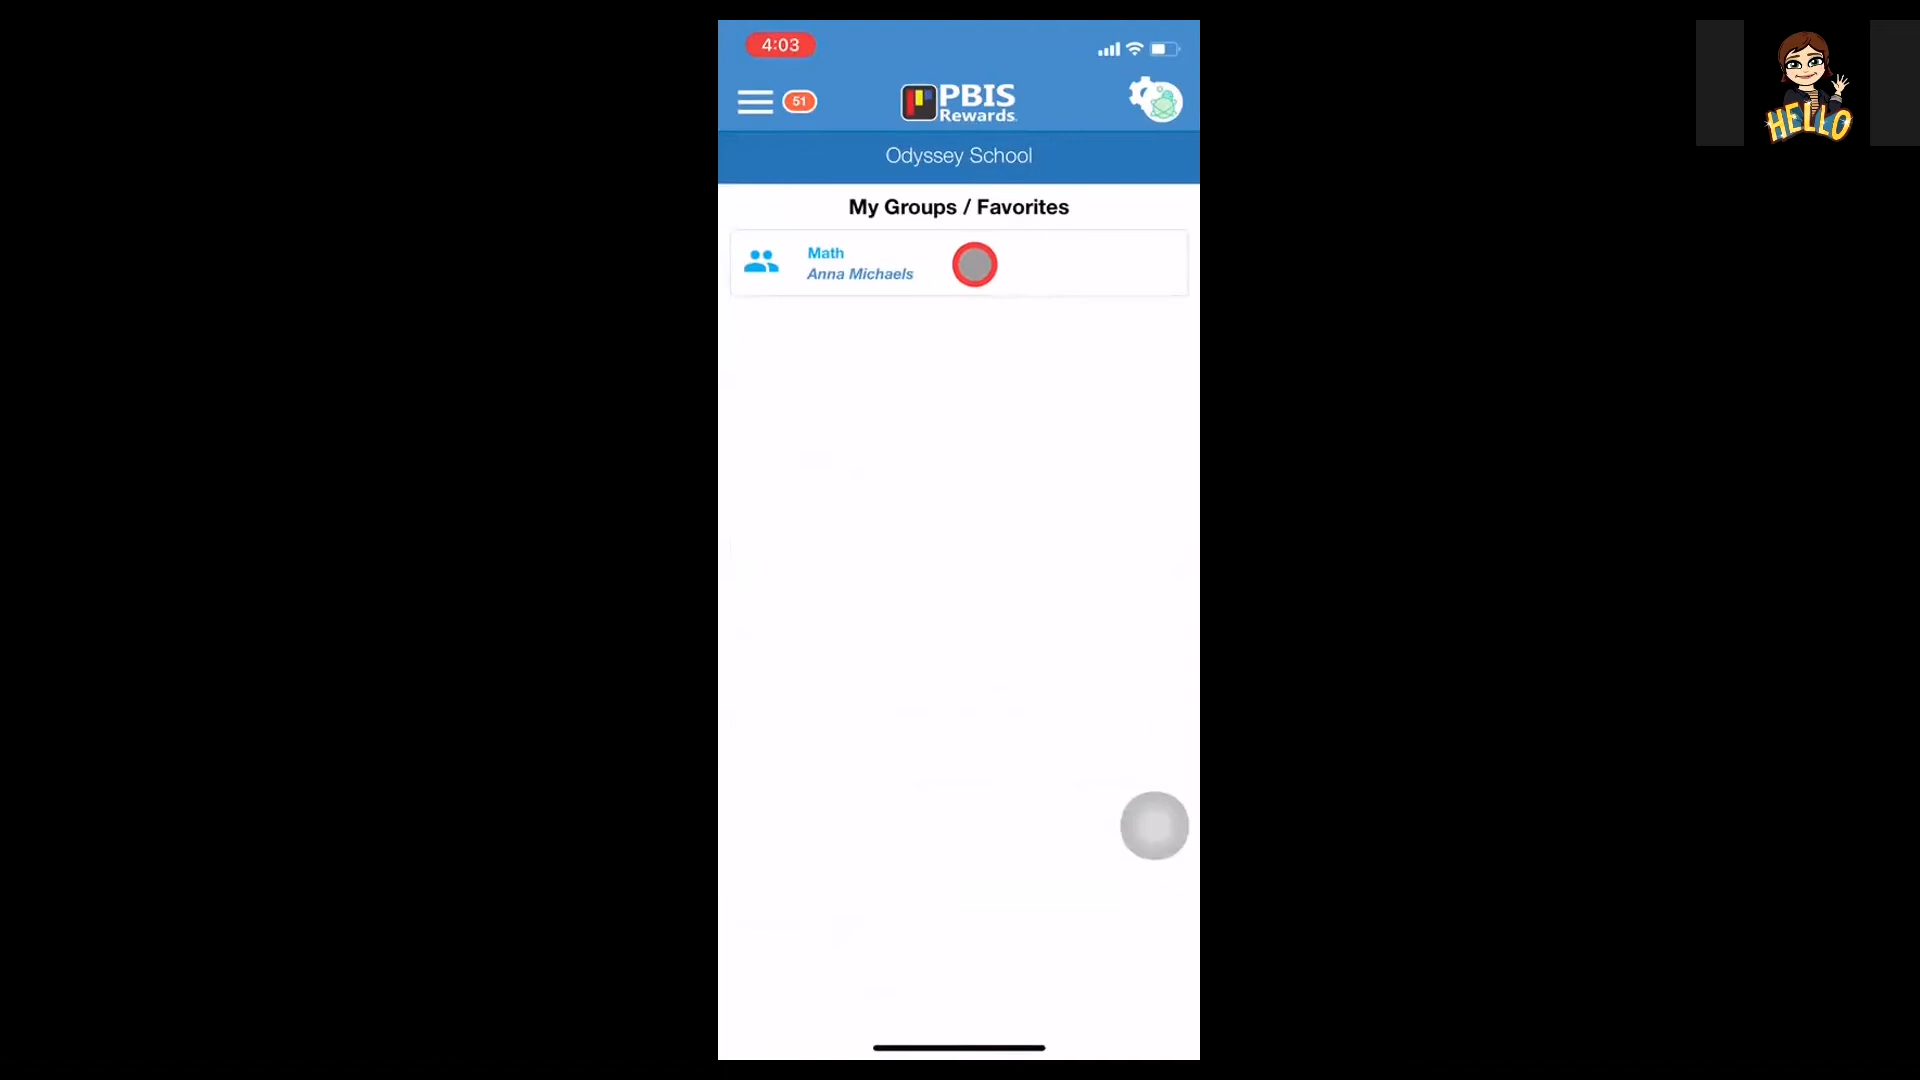 4:03
51
PBIS
Rewards
Odyssey School
My Groups / Favorites
Math
Anna Michaels
HELLO